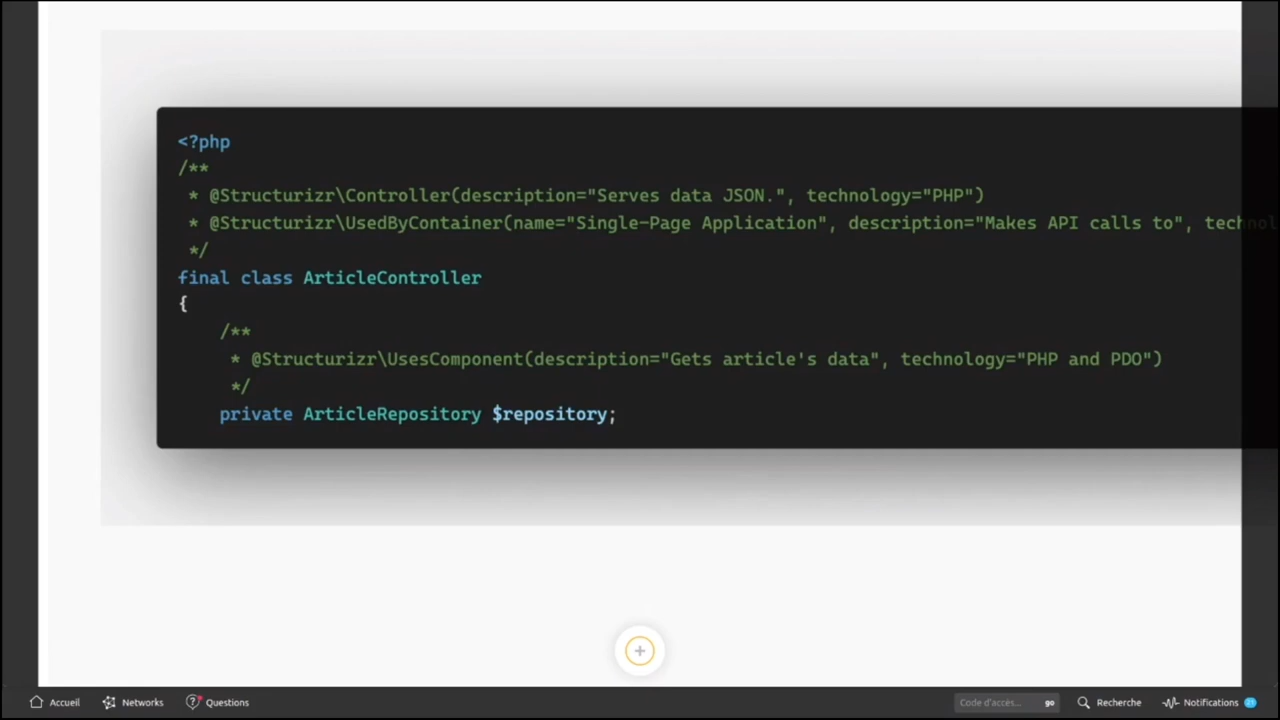 <?php
/**
 * @Structurizr\Controller(description="Serves data JSON.", technology="PHP")
 * @Structurizr\UsedByContainer(name="Single-Page Application", description="Makes API calls to",
 */
final class ArticleController
{
    /**
     * @Structurizr\UsesComponent(description="Gets article's data", technology="PHP and PDO")
     */
    private ArticleRepository $repository;
Accueil Networks Questions Code d'accès... go Recherche Notifications 21